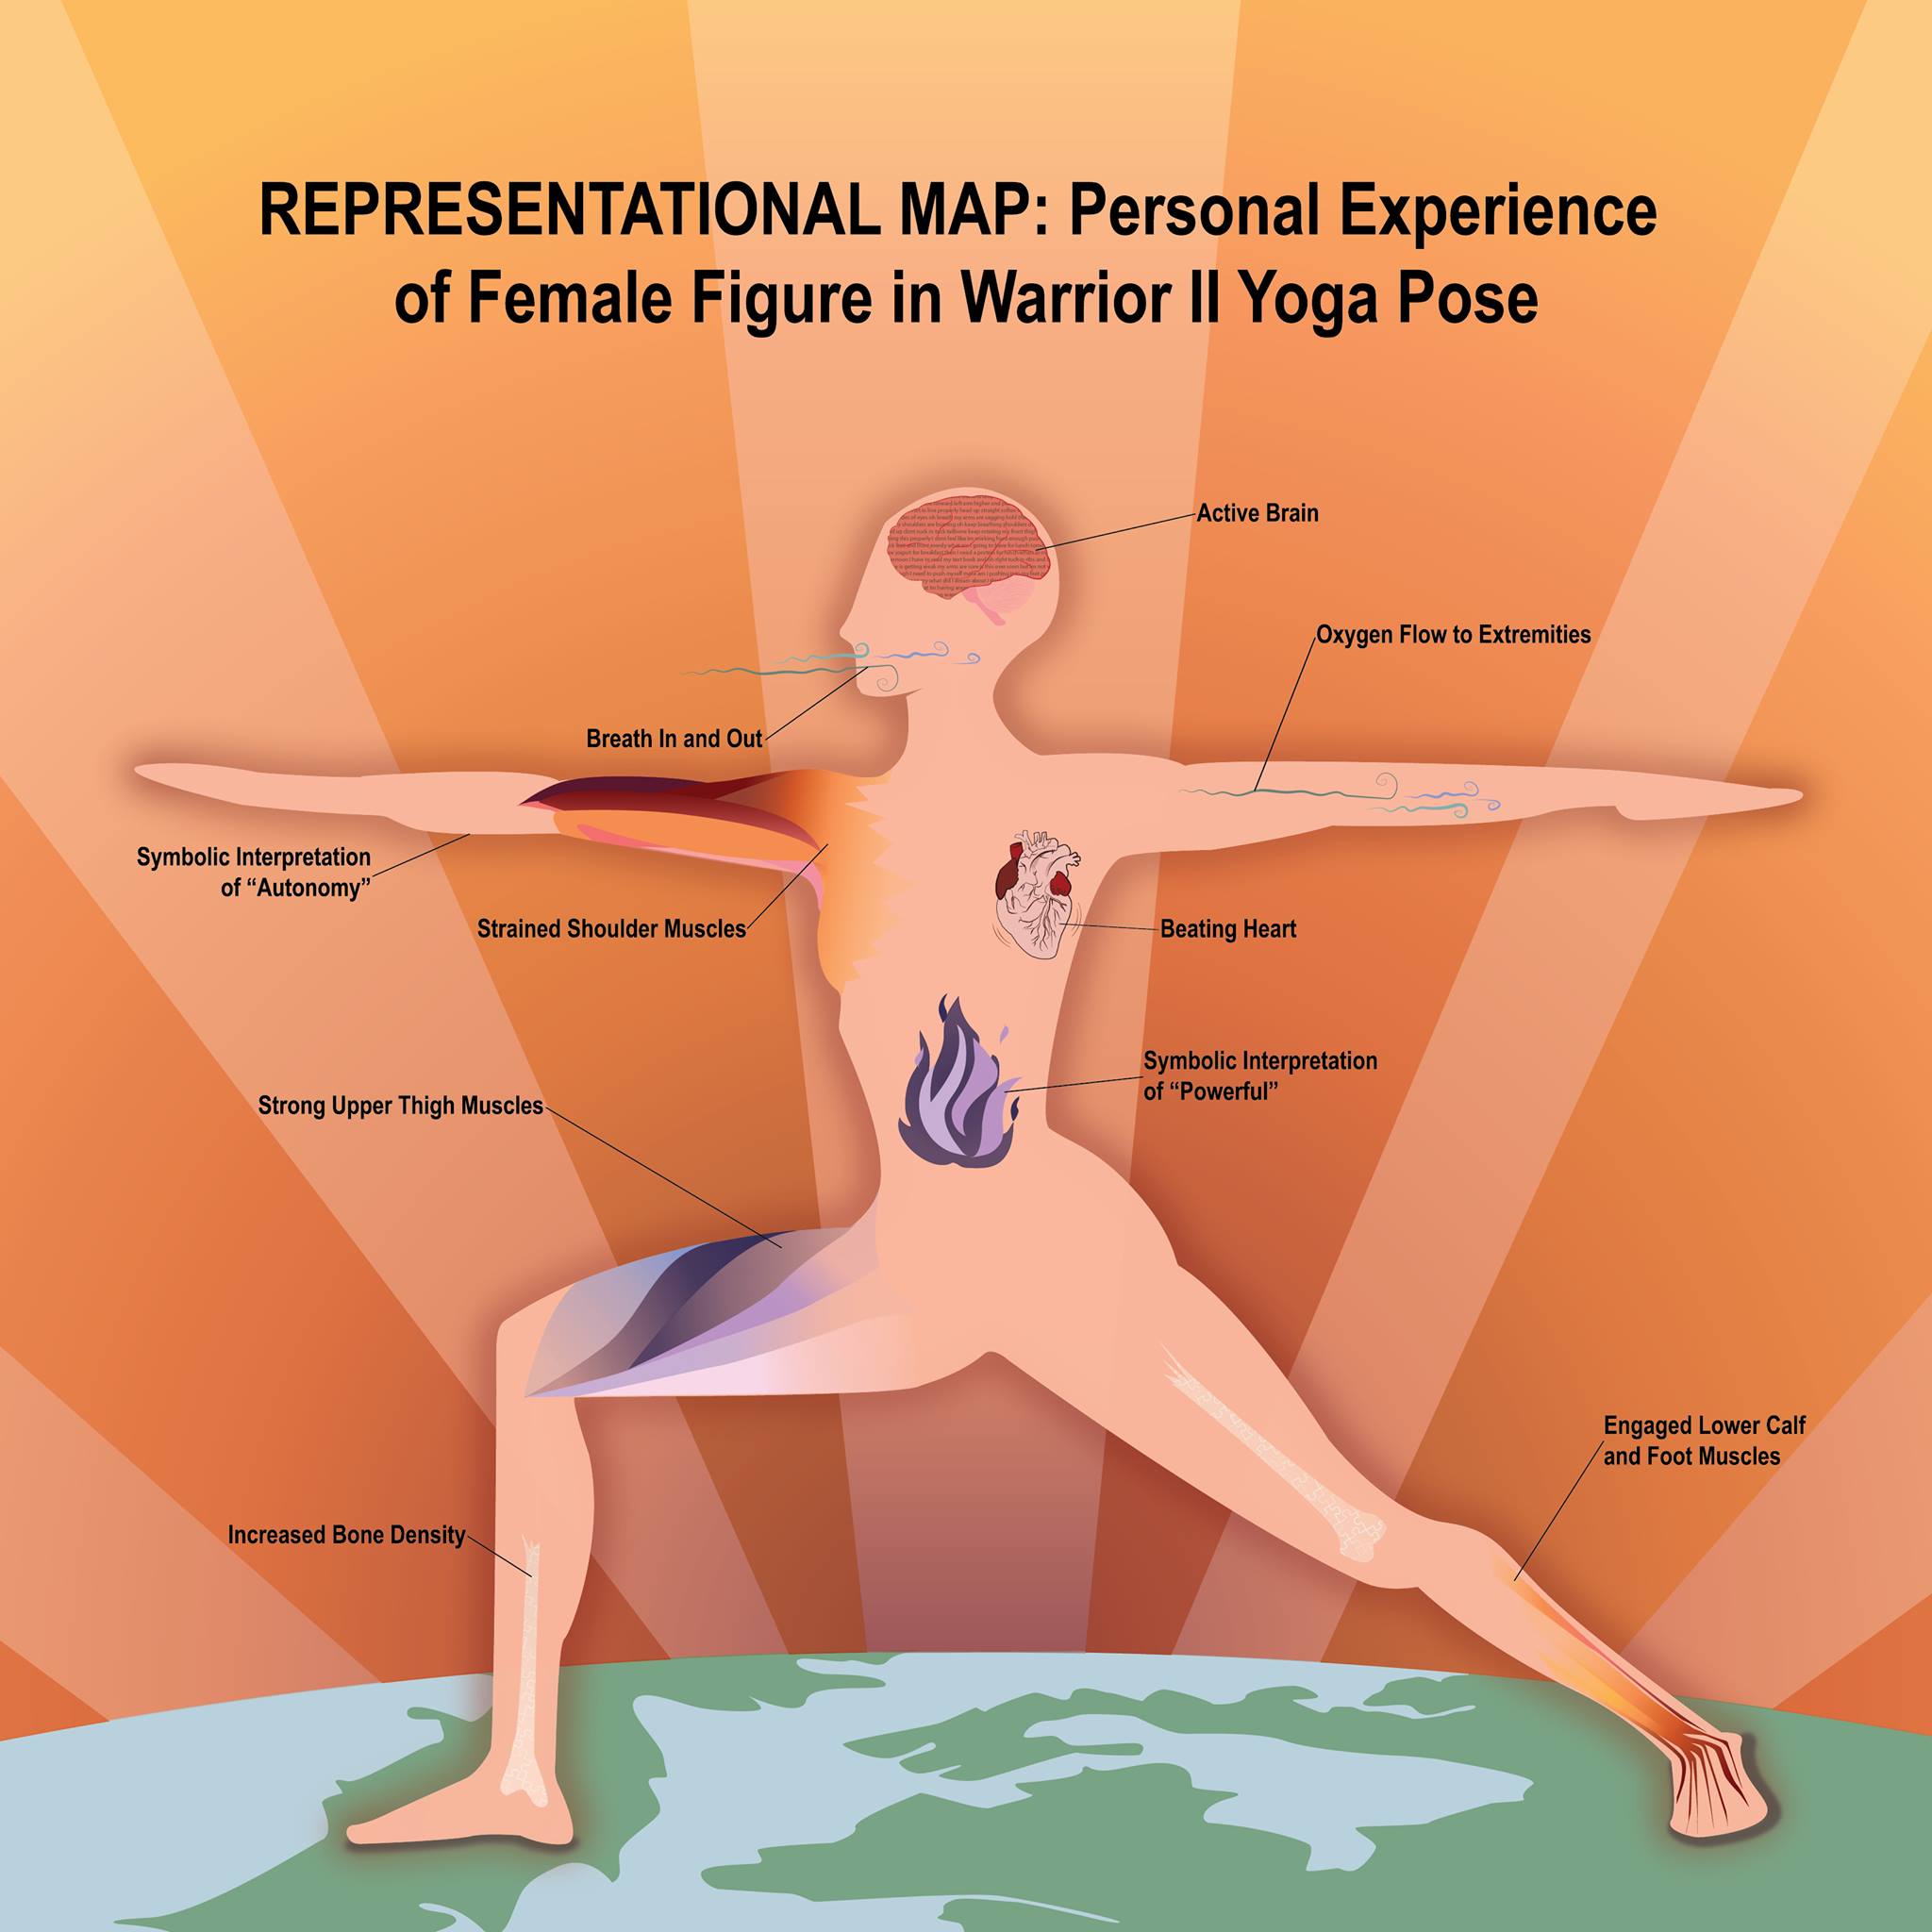 REPRESENTATIONAL MAP: Personal Experience
of Female Figure in Warrior II Yoga Pose
Active Brain
Oxygen Flow to Extremities
Breath In and Out
Symbolic Interpretation
of “Autonomy”
Strained Shoulder Muscles
Beating Heart
Symbolic Interpretation
of “Powerful”
Strong Upper Thigh Muscles
Engaged Lower Calf
and Foot Muscles
Increased Bone Density